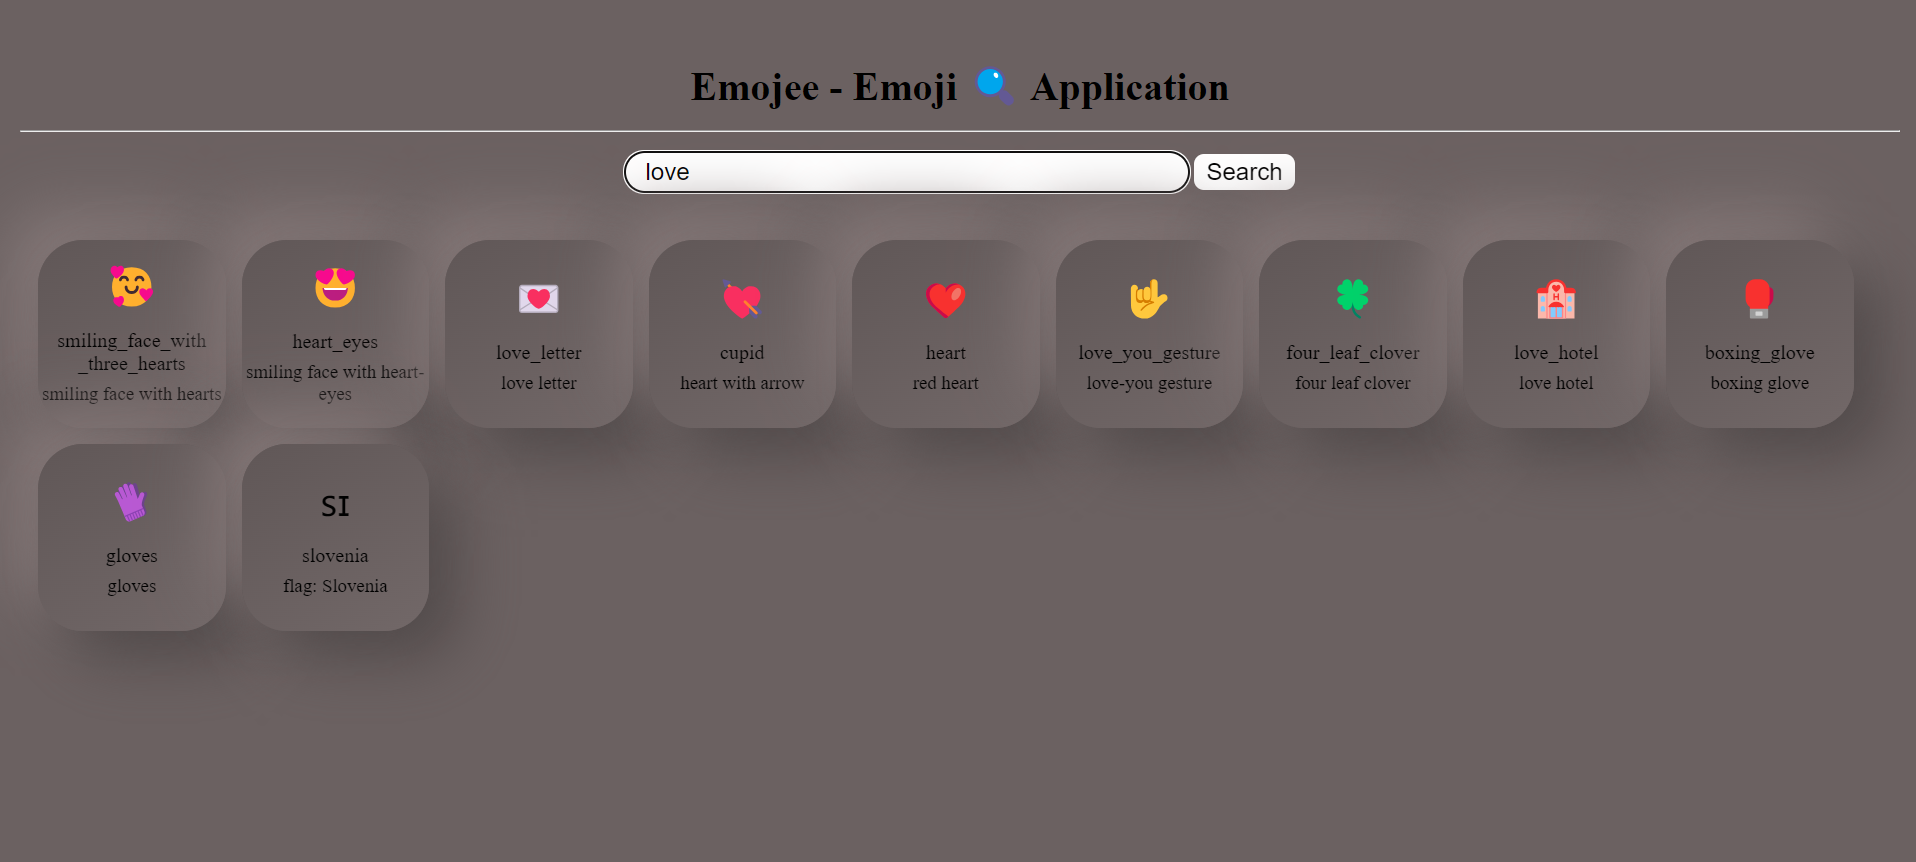 Emojee - Emoji 🔍 Application
love
Search
smiling_face_with
_three_hearts
smiling face with hearts
heart_eyes
smiling face with heart-
eyes
love_letter
love letter
cupid
heart with arrow
heart
red heart
love_you_gesture
love-you gesture
four_leaf_clover
four leaf clover
love_hotel
love hotel
boxing_glove
boxing glove
gloves
gloves
SI
slovenia
flag: Slovenia